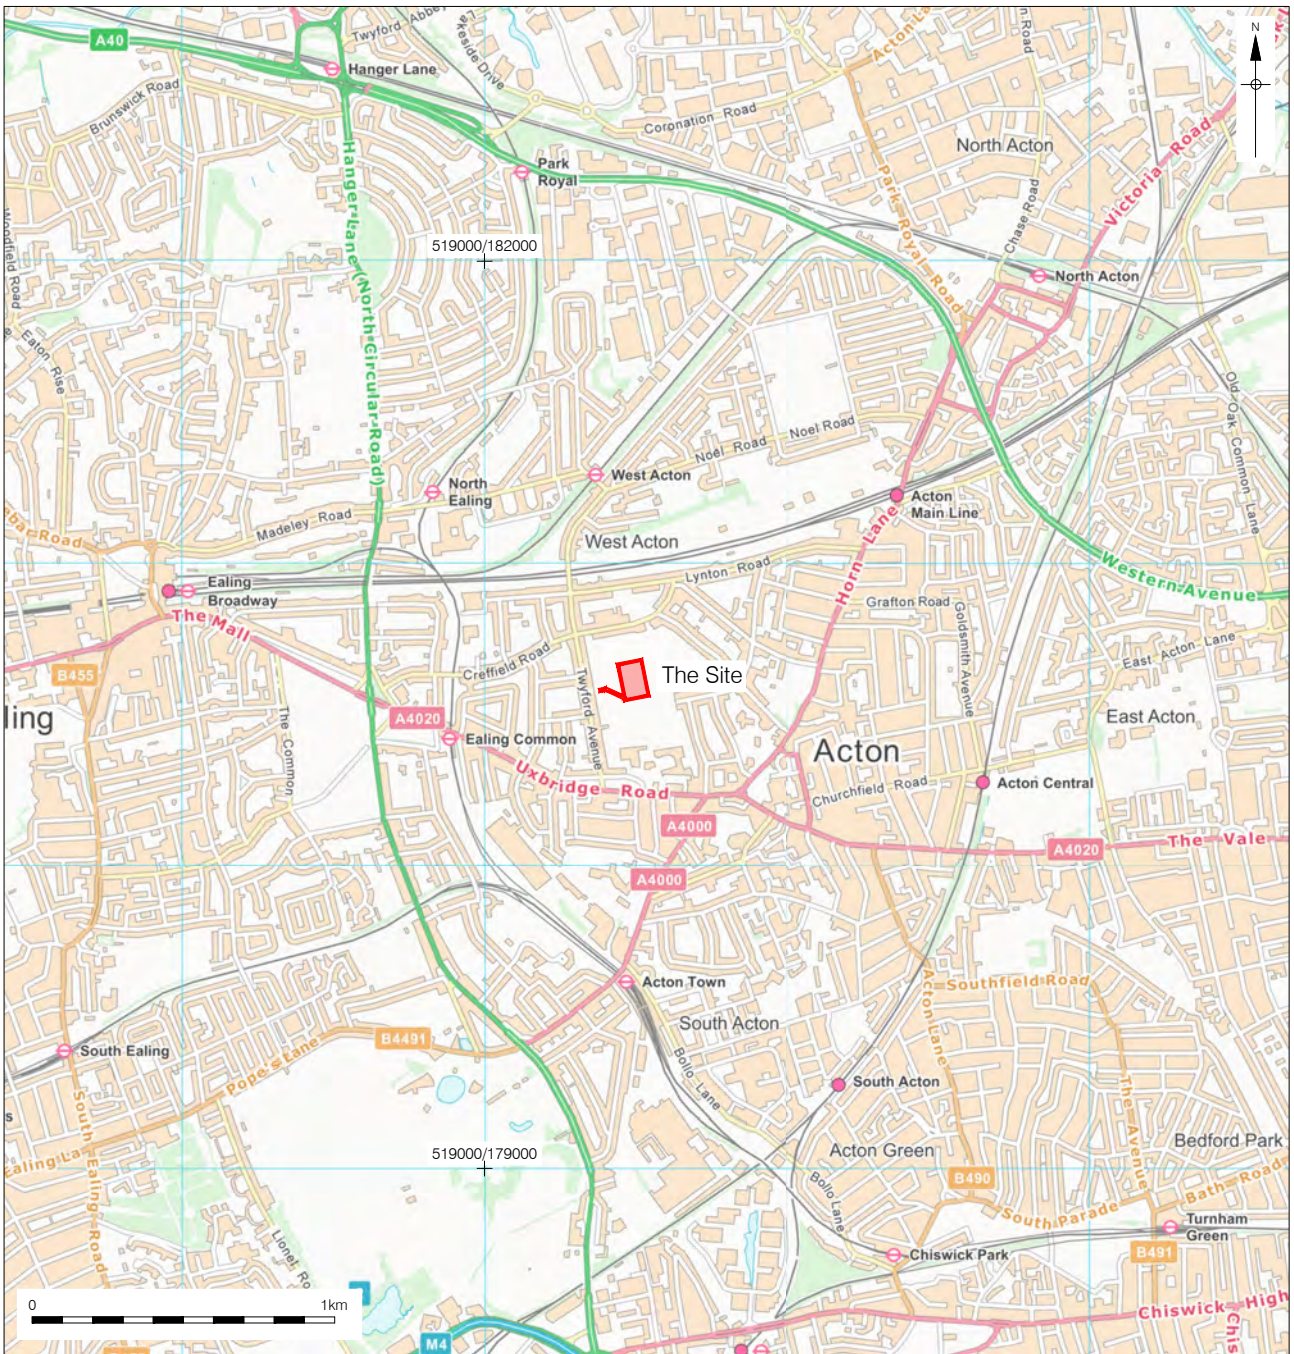 A40
Twyford Abbey
Lakeside Drive
Acton La
Hanger Lane
N
Brunswick Road
Coronation Road
North Acton
Victoria Road
Park
Royal
Hanger Lane (North Circular Road)
Park Royal Road
Chase Road
Woodfield Road
519000/182000
North Acton
Eaton Rise
Old Oak Common Lane
Noel Road
Noel Road
West Acton
North
Ealing
Acton
Main Line
Madeley Road
West Acton
Horn Lane
Lynton Road
Western Avenue
Ealing
Broadway
The Mall
Grafton Road
Goldsmith Avenue
East Acton Lane
Creffield Road
The Site
B455
Twyford Avenue
A4020
ling
The Common
East Acton
Ealing Common
Acton
Uxbridge Road
Churchfield Road
Acton Central
A4000
A4020
The Vale
A4000
Acton Town
Acton Lane
Southfield Road
South Acton
B4491
South Ealing
Pope's Lane
Bollo Lane
South Acton
The Avenue
South Ealing Road
s
Ealing La
519000/179000
Acton Green
Bedford Park
B490
Bollo Lane
Bath Road
South Parade
Turnham
Green
Lionel Ro
Chiswick Park
B491
0
1km
Chiswick High
Chis
M4